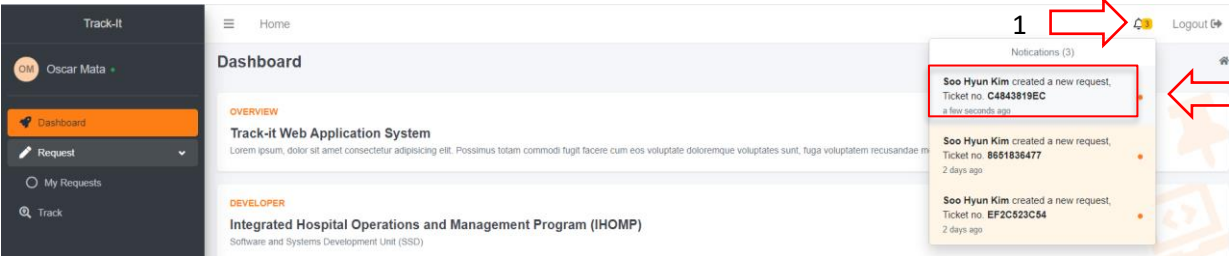 Track-It
Home
1
3
Logout
OM
Oscar Mata
Dashboard
Request
My Requests
Track
Dashboard
OVERVIEW
Track-it Web Application System
Lorem ipsum, dolor sit amet consectetur adipisicing elit. Possimus totam commodi fugit facere cum eos voluptate doloremque voluptates sunt, fuga voluptatem recusandae
DEVELOPER
Integrated Hospital Operations and Management Program (IHOMP)
Software and Systems Development Unit (SSD)
Notications (3)
Soo Hyun Kim created a new request,
Ticket no. C4843819EC
a few seconds ago
Soo Hyun Kim created a new request,
Ticket no. 8651836477
2 days ago
Soo Hyun Kim created a new request,
Ticket no. EF2C523C54
2 days ago